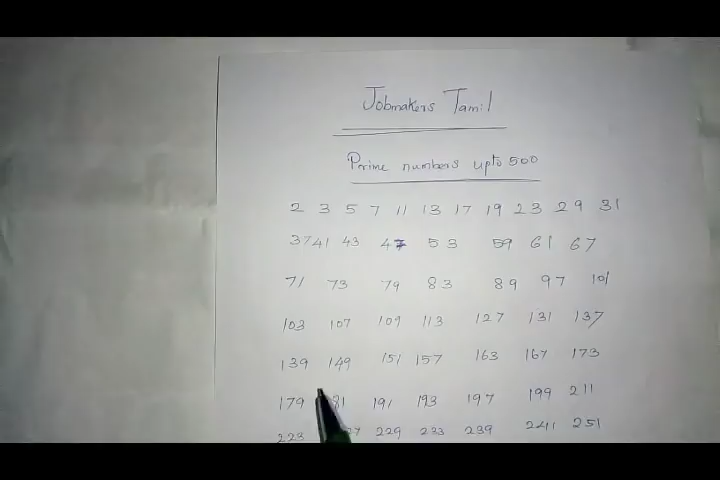 Jobmakers Tamil
Prime numbers upto 500
2 3 5 7 11 13 17 19 23 29 31
37 41 43 47 53 59 61 67
71 73 79 83 89 97 101
103 107 109 113 127 131 137
139 149 151 157 163 167 173
179 191 193 197 199 211
223 229 233 239 241 251